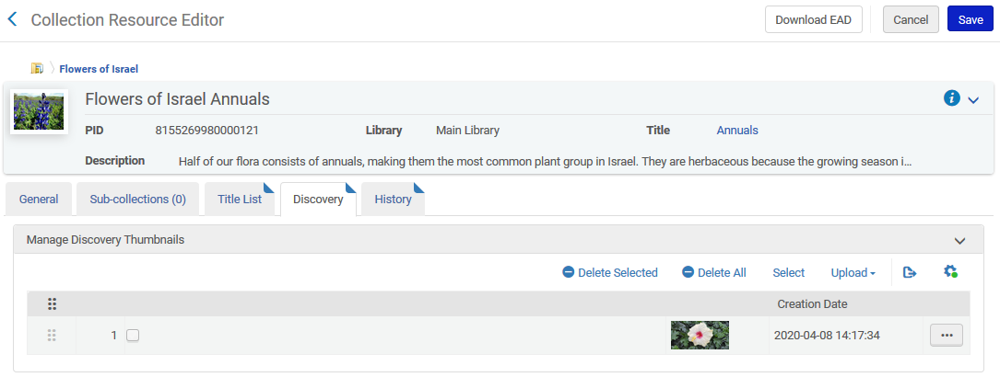 Collection Resource Editor Download EAD Cancel Save
Flowers of Israel
Flowers of Israel Annuals
PID 8155269980000121 Library Main Library Title Annuals
Description Half of our flora consists of annuals, making them the most common plant group in Israel. They are herbaceous because the growing season i...
General Sub-collections (0) Title List Discovery History
Manage Discovery Thumbnails
Delete Selected Delete All Select Upload
Creation Date
1 2020-04-08 14:17:34